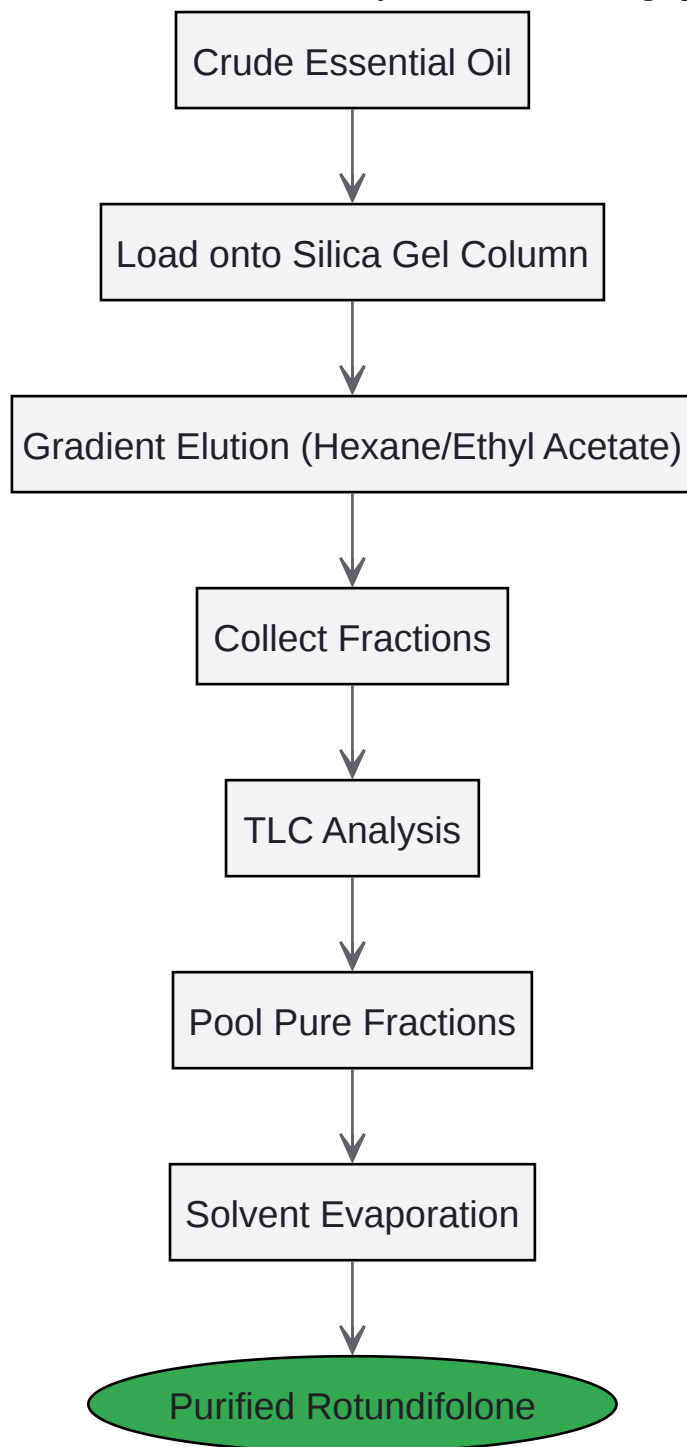 Crude Essential Oil
Load onto Silica Gel Column
Gradient Elution (Hexane/Ethyl Acetate)
Collect Fractions
TLC Analysis
Pool Pure Fractions
Solvent Evaporation
Purified Rotundifolone